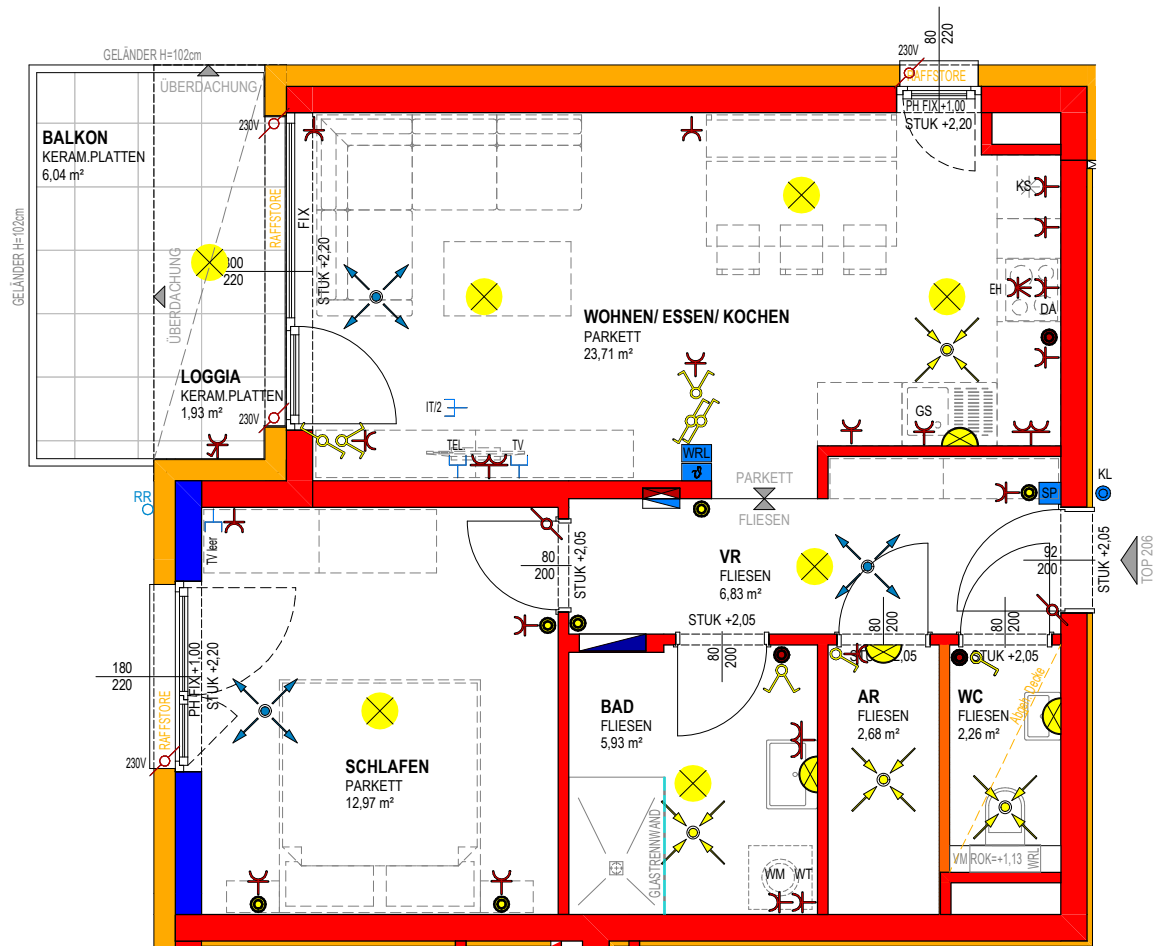 GELÄNDER H=102cm
ÜBERDACHUNG
BALKON
KERAM.PLATTEN
6,04 m²
GELÄNDER H=102cm
ÜBERDACHUNG
230V
RAFFSTORE
300
220
FIX
STUK +2,20
LOGGIA
KERAM.PLATTEN
1,93 m²
230V
80
220
230V
RAFFSTORE
PH FIX +1,00
STUK +2,20
WOHNEN/ ESSEN/ KOCHEN
PARKETT
23,71 m²
KS
EH
DA
GS
IT/2
TEL
TV
WRL
PARKETT
FLIESEN
SP
KL
RR
TV leer
80
200
STUK +2,05
VR
FLIESEN
6,83 m²
STUK +2,05
92
200
STUK +2,05
TOP 206
80
200
80
200
STUK +2,05
80
200
STUK +2,05
180
220
PH FIX +1,00
STUK +2,20
RAFFSTORE
230V
SCHLAFEN
PARKETT
12,97 m²
BAD
FLIESEN
5,93 m²
GLASTRENNWAND
WM
WT
AR
FLIESEN
2,68 m²
WC
FLIESEN
2,26 m²
Abgeh. Decke
VM ROK=+1,13
WRL